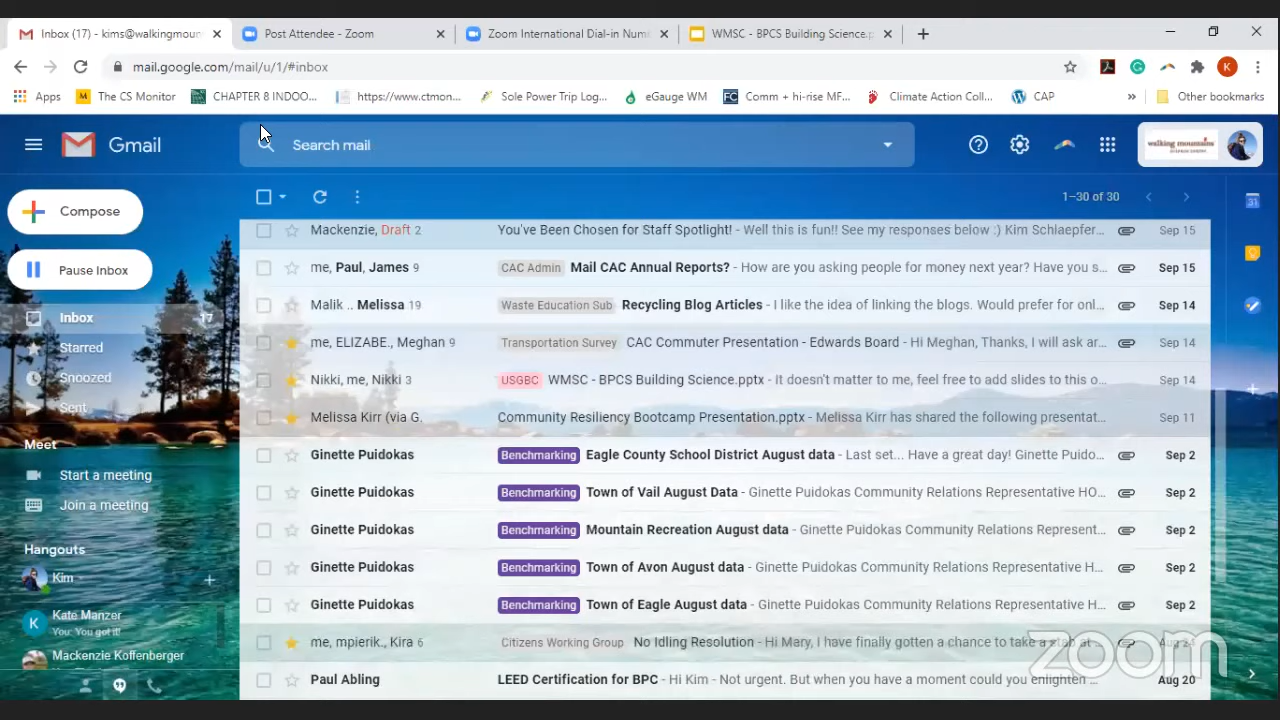 Inbox (17) - kims@walkingmoun
Post Attendee - Zoom
Zoom International Dial-in Num
WMSC - BPCS Building Science.p
mail.google.com/mail/u/1/#inbox
K
Apps
M The CS Monitor
CHAPTER 8 INDOO...
https://www.ctmon...
Sole Power Trip Log...
eGauge WM
FC Comm + hi-rise MF...
Climate Action Coll...
CAP
»
Other bookmarks
Gmail
Search mail
walking mountains
Compose
1–30 of 30
31
Pause Inbox
Inbox 17
Starred
Snoozed
Sent
Meet
Start a meeting
Join a meeting
Hangouts
Kim
K Kate Manzer
You: You got it!
Mackenzie Koffenberger
Mackenzie, Draft 2 You've Been Chosen for Staff Spotlight! - Well this is fun!! See my responses below :) Kim Schlaepfer... Sep 15
me, Paul, James 9 CAC Admin Mail CAC Annual Reports? - How are you asking people for money next year? Have you s... Sep 15
Malik .. Melissa 19 Waste Education Sub Recycling Blog Articles - I like the idea of linking the blogs. Would prefer for onl... Sep 14
me, ELIZABE., Meghan 9 Transportation Survey CAC Commuter Presentation - Edwards Board - Hi Meghan, Thanks, I will ask ar... Sep 14
Nikki, me, Nikki 3 USGBC WMSC - BPCS Building Science.pptx - It doesn't matter to me, feel free to add slides to this o... Sep 14
Melissa Kirr (via G. Community Resiliency Bootcamp Presentation.pptx - Melissa Kirr has shared the following presentat... Sep 11
Ginette Puidokas Benchmarking Eagle County School District August data - Last set... Have a great day! Ginette Puido... Sep 2
Ginette Puidokas Benchmarking Town of Vail August Data - Ginette Puidokas Community Relations Representative HO... Sep 2
Ginette Puidokas Benchmarking Mountain Recreation August data - Ginette Puidokas Community Relations Represent... Sep 2
Ginette Puidokas Benchmarking Town of Avon August data - Ginette Puidokas Community Relations Representative H... Sep 2
Ginette Puidokas Benchmarking Town of Eagle August data - Ginette Puidokas Community Relations Representative H... Sep 2
me, mpierik., Kira 6 Citizens Working Group No Idling Resolution - Hi Mary, I have finally gotten a chance to take a stab at
Paul Abling LEED Certification for BPC - Hi Kim - Not urgent. But when you have a moment could you enlighten ... Aug 20
zoom